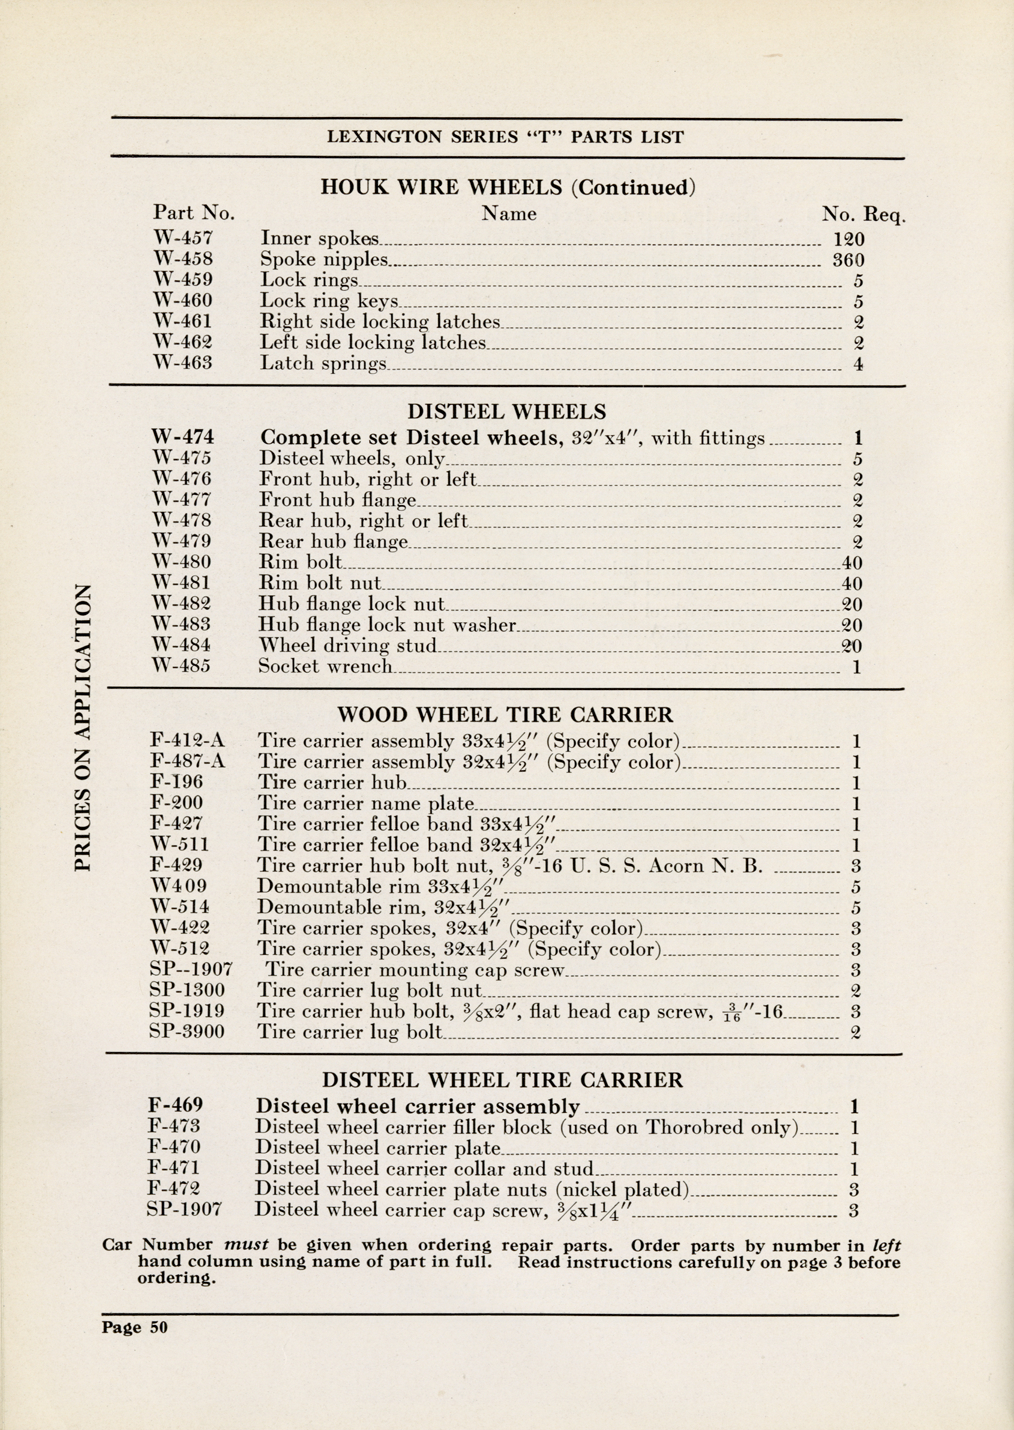 LEXINGTON SERIES “T” PARTS LIST
HOUK WIRE WHEELS (Continued)
Part No. Name No. Req.
W-457 Inner spokes 120
W-458 Spoke nipples 360
W-459 Lock rings 5
W-460 Lock ring keys 5
W-461 Right side locking latches 2
W-462 Left side locking latches 2
W-463 Latch springs 4
DISTEEL WHEELS
W-474 Complete set Disteel wheels, 32″x4″, with fittings 1
W-475 Disteel wheels, only 5
W-476 Front hub, right or left 2
W-477 Front hub flange 2
W-478 Rear hub, right or left 2
W-479 Rear hub flange 2
W-480 Rim bolt 40
W-481 Rim bolt nut 40
W-482 Hub flange lock nut 20
W-483 Hub flange lock nut washer 20
W-484 Wheel driving stud 20
W-485 Socket wrench 1
WOOD WHEEL TIRE CARRIER
F-412-A Tire carrier assembly 33x4½″ (Specify color) 1
F-487-A Tire carrier assembly 32x4½″ (Specify color) 1
F-196 Tire carrier hub 1
F-200 Tire carrier name plate 1
F-427 Tire carrier felloe band 33x4½″ 1
W-511 Tire carrier felloe band 32x4½″ 1
F-429 Tire carrier hub bolt nut, ⅜″-16 U. S. S. Acorn N. B. 3
W409 Demountable rim 33x4½″ 5
W-514 Demountable rim, 32x4½″ 5
W-422 Tire carrier spokes, 32x4″ (Specify color) 3
W-512 Tire carrier spokes, 32x4½″ (Specify color) 3
SP--1907 Tire carrier mounting cap screw 3
SP-1300 Tire carrier lug bolt nut 2
SP-1919 Tire carrier hub bolt, ⅜x2″, flat head cap screw, 3/16″-16 3
SP-3900 Tire carrier lug bolt 2
DISTEEL WHEEL TIRE CARRIER
F-469 Disteel wheel carrier assembly 1
F-473 Disteel wheel carrier filler block (used on Thorobred only) 1
F-470 Disteel wheel carrier plate 1
F-471 Disteel wheel carrier collar and stud 1
F-472 Disteel wheel carrier plate nuts (nickel plated) 3
SP-1907 Disteel wheel carrier cap screw, ⅜x1¼″ 3
Car Number must be given when ordering repair parts. Order parts by number in left
hand column using name of part in full. Read instructions carefully on page 3 before
ordering.
Page 50
PRICES ON APPLICATION